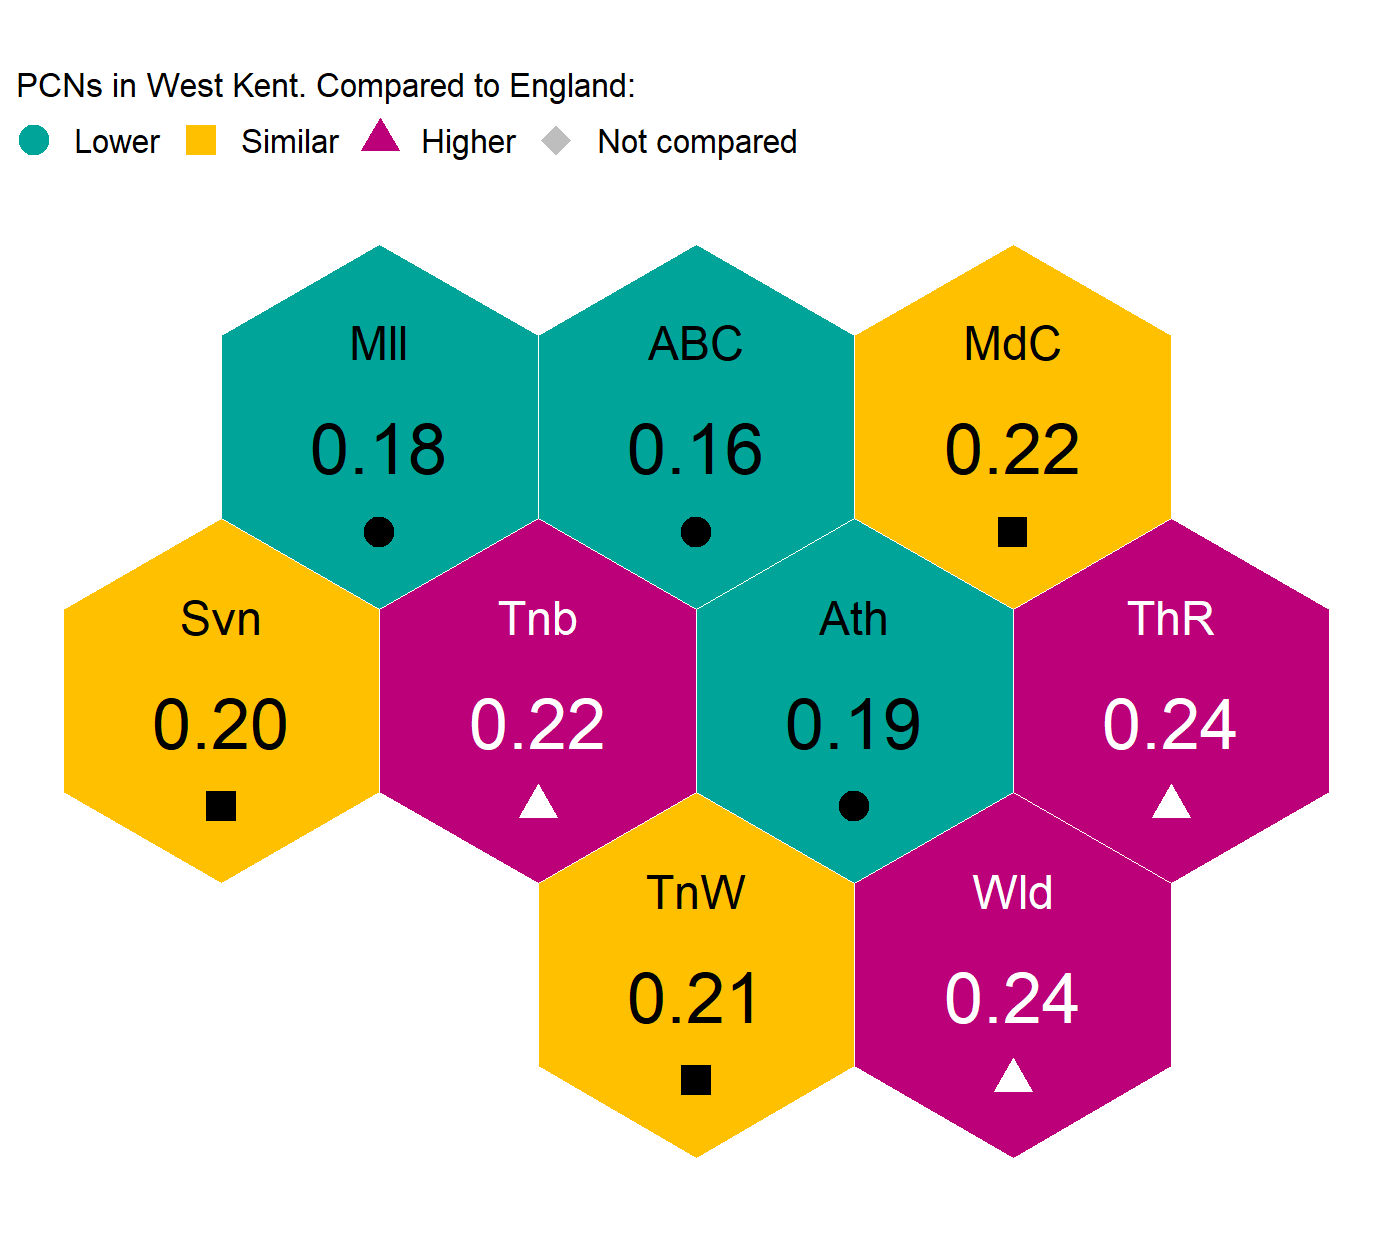 PCNs in West Kent. Compared to England:
Lower Similar Higher Not compared
Mll ABC MdC
0.18 0.16 0.22
Svn Tnb Ath ThR
0.20 0.22 0.19 0.24
TnW Wld
0.21 0.24